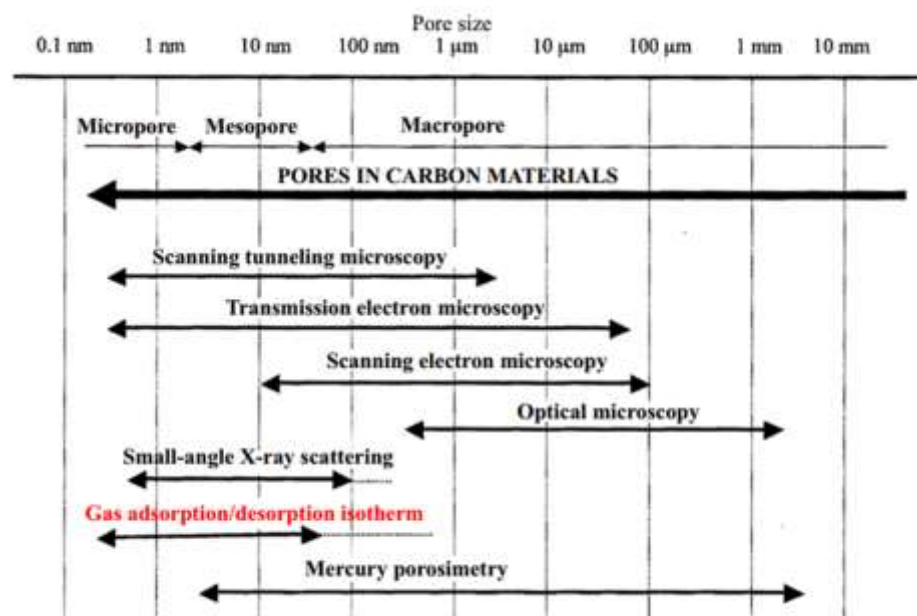 Pore size
0.1 nm 1 nm 10 nm 100 nm 1 μm 10 μm 100 μm 1 mm 10 mm
Micropore Mesopore Macropore
PORES IN CARBON MATERIALS
Scanning tunneling microscopy
Transmission electron microscopy
Scanning electron microscopy
Optical microscopy
Small-angle X-ray scattering
Gas adsorption/desorption isotherm
Mercury porosimetry